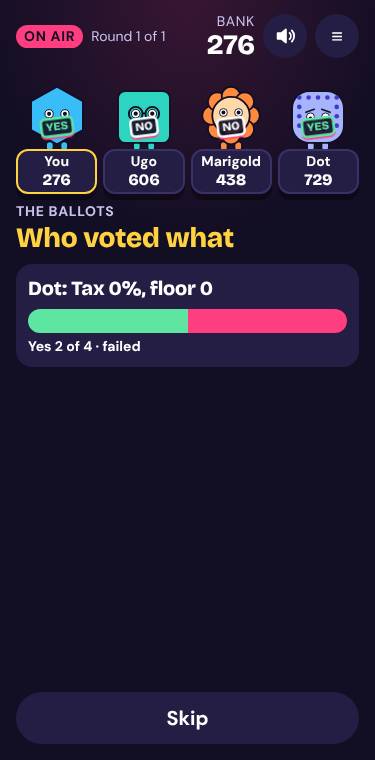 ON AIR
Round 1 of 1
BANK
276
YES
NO
NO
YES
You
276
Ugo
606
Marigold
438
Dot
729
THE BALLOTS
Who voted what
Dot: Tax 0%, floor 0
Yes 2 of 4 · failed
Skip